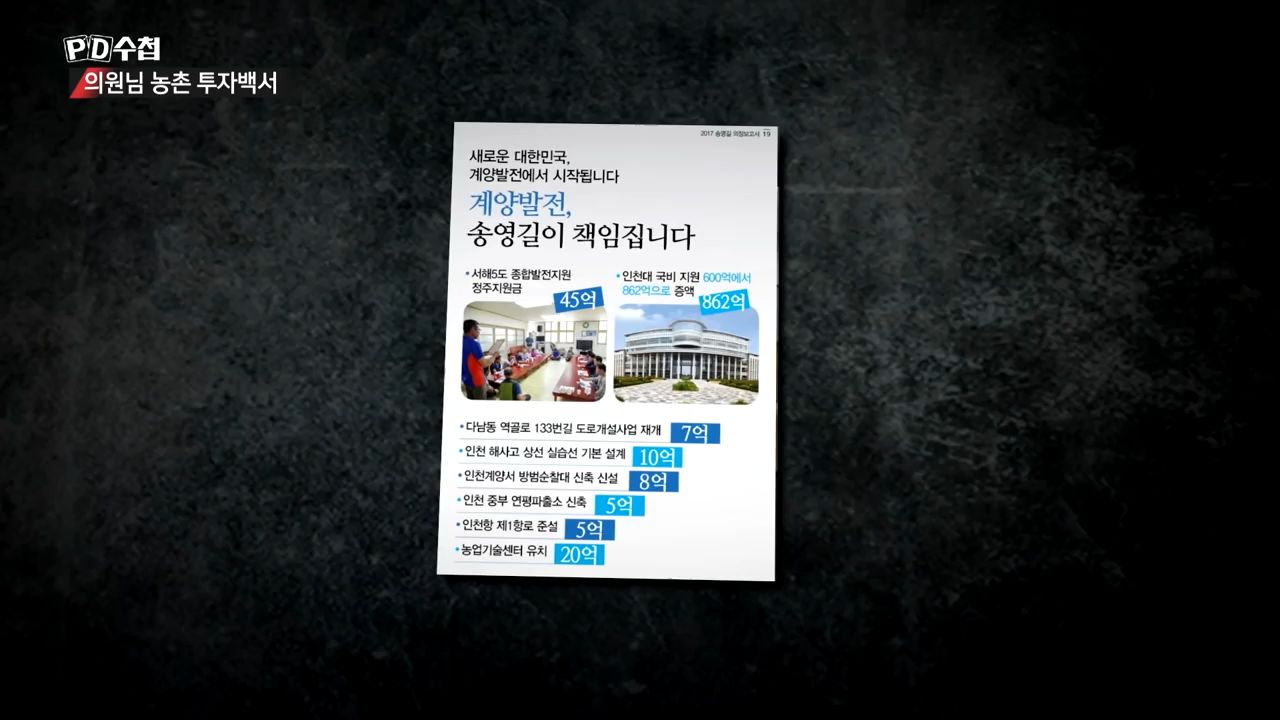 PD수첩
의원님 농촌 투자백서
2017 송영길 의정보고서 19
새로운 대한민국,
계양발전에서 시작됩니다
계양발전,
송영길이 책임집니다
• 서해5도 종합발전지원
정주지원금
45억
• 인천대 국비 지원 600억에서
862억으로 증액
862억
• 다남동 역골로 133번길 도로개설사업 재개 7억
• 인천 해사고 상선 실습선 기본 설계 10억
• 인천계양서 방범순찰대 신축 신설 8억
• 인천 중부 연평파출소 신축 5억
• 인천항 제1항로 준설 5억
• 농업기술센터 유치 20억